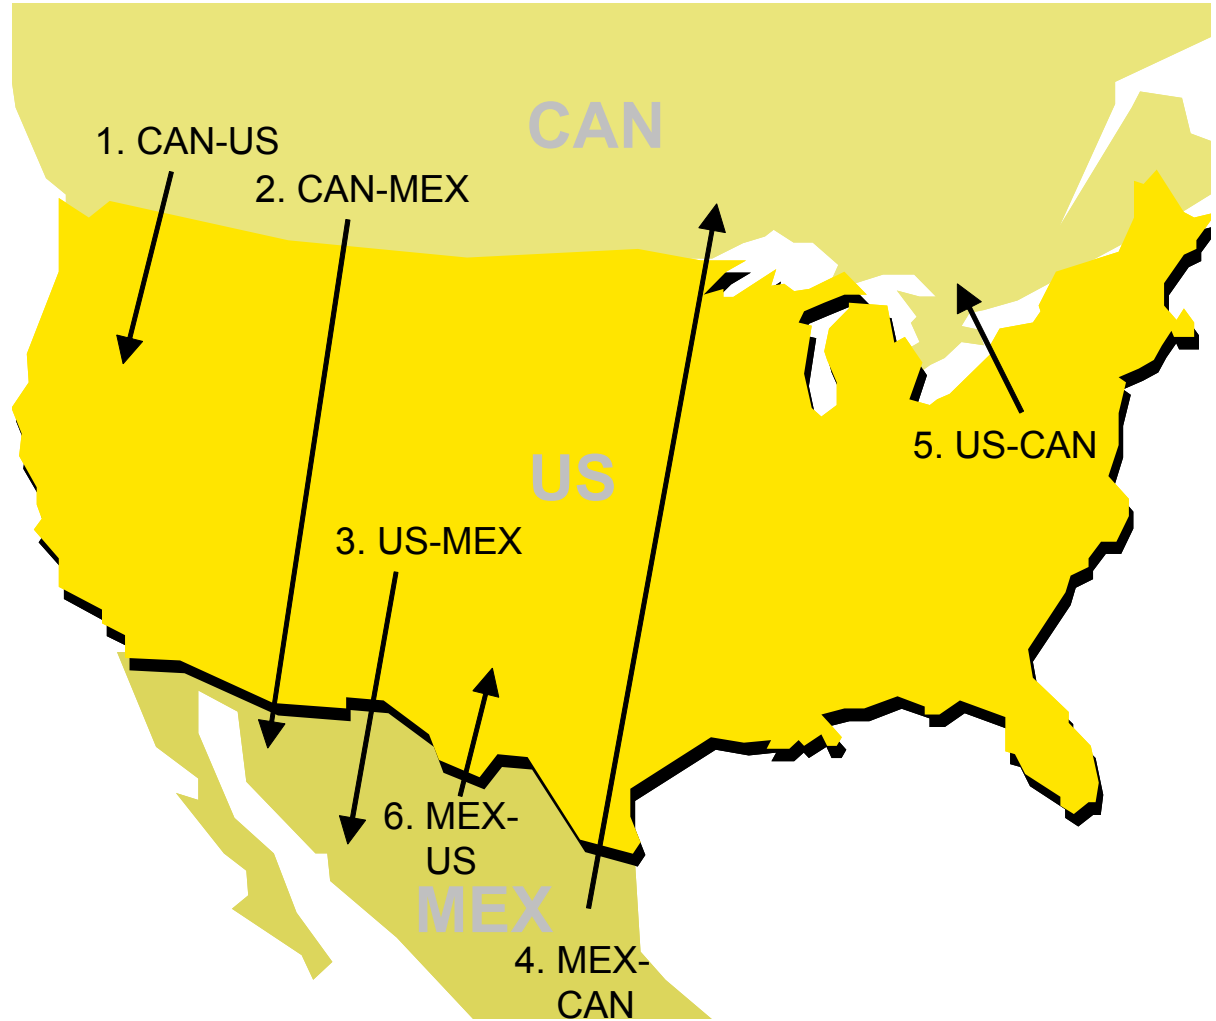 CAN
1. CAN-US
2. CAN-MEX
5. US-CAN
US
3. US-MEX
6. MEX-
US
MEX
4. MEX-
CAN